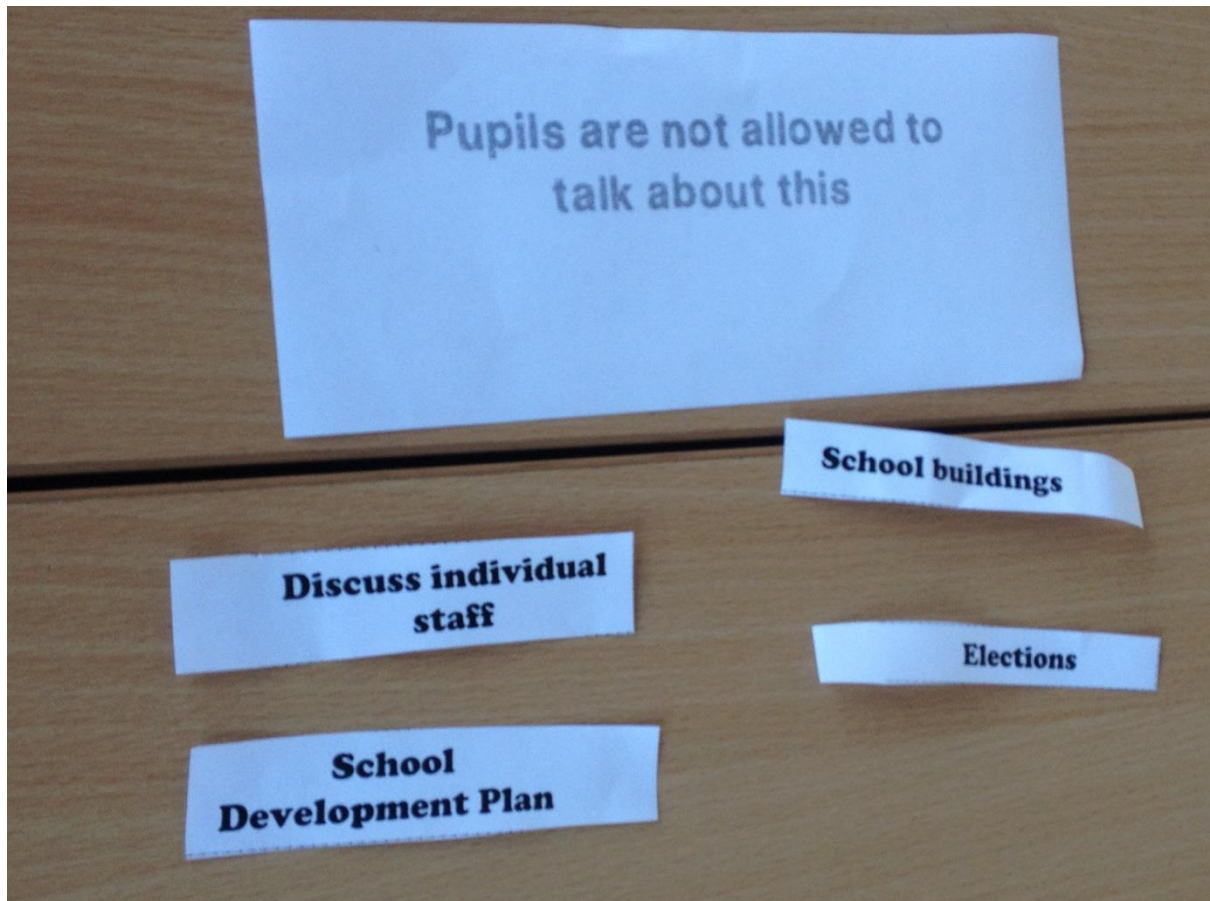 Pupils are not allowed to
talk about this
School buildings
Discuss individual
staff
Elections
School
Development Plan